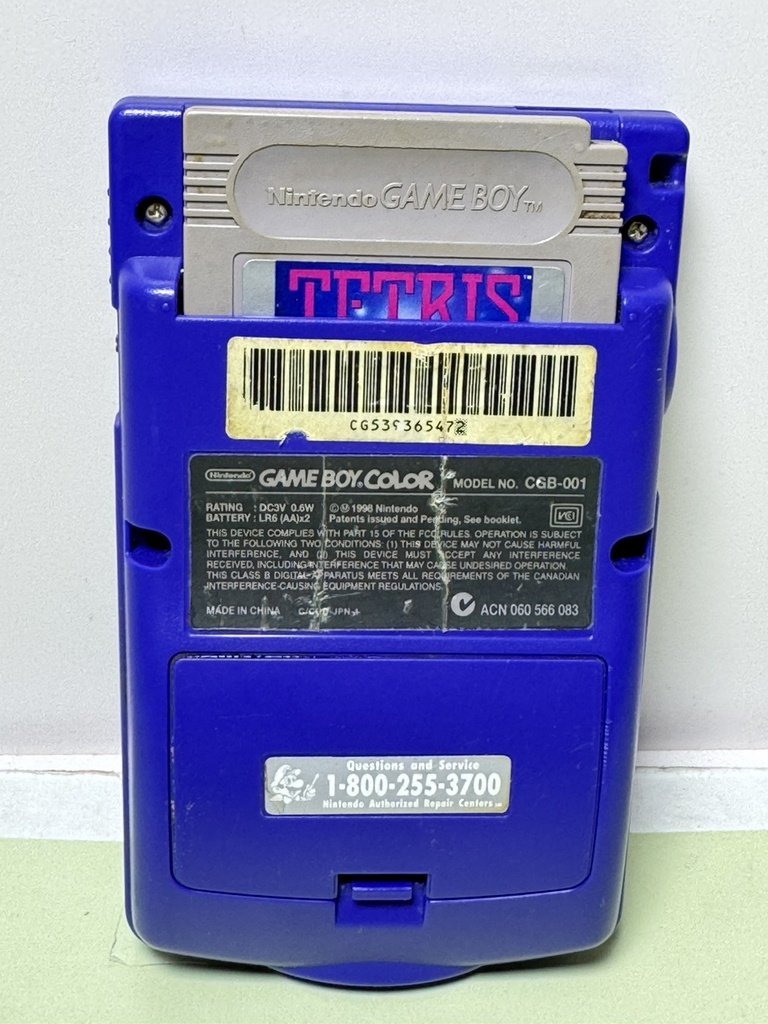 Nintendo GAME BOY TM
TETRIS
Nintendo GAME BOY COLOR MODEL NO. CGB-001
RATING : DC3V 0.6W © Ⓜ 1998 Nintendo
BATTERY : LR6 (AA)x2 Patents issued and Pending, See booklet.
VCI
THIS DEVICE COMPLIES WITH PART 15 OF THE FCC RULES. OPERATION IS SUBJECT
TO THE FOLLOWING TWO CONDITIONS: (1) THIS DEVICE MAY NOT CAUSE HARMFUL
INTERFERENCE, AND (2) THIS DEVICE MUST ACCEPT ANY INTERFERENCE
RECEIVED, INCLUDING INTERFERENCE THAT MAY CAUSE UNDESIRED OPERATION.
THIS CLASS B DIGITAL APPARATUS MEETS ALL REQUIREMENTS OF THE CANADIAN
INTERFERENCE-CAUSING EQUIPMENT REGULATIONS.
MADE IN CHINA ACN 060 566 083
Questions and Service
1-800-255-3700
Nintendo Authorized Repair Centers